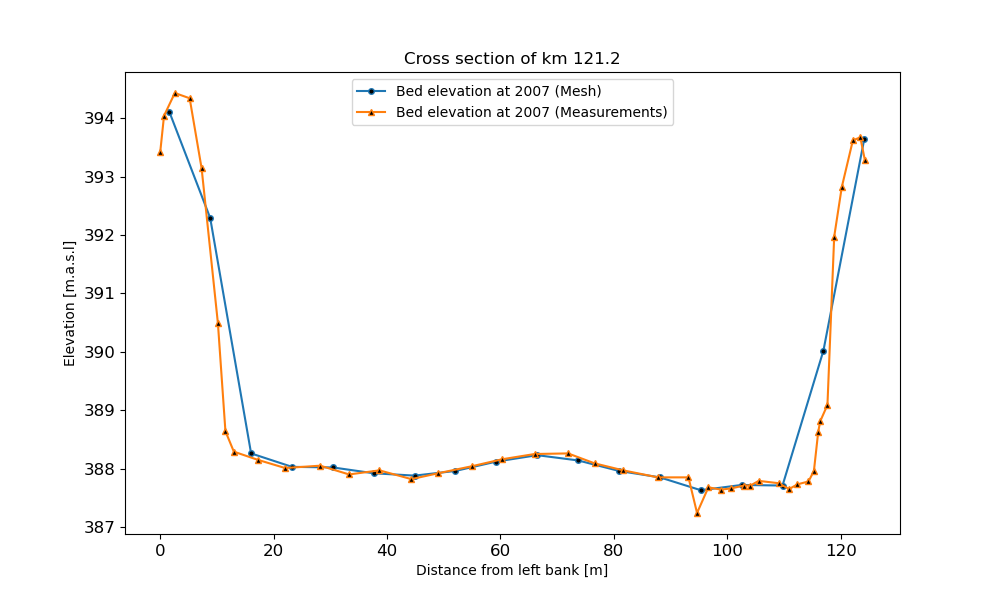 Cross section of km 121.2
Bed elevation at 2007 (Mesh)
Bed elevation at 2007 (Measurements)
Elevation [m.a.s.l]
394
393
392
391
390
389
388
387
0 20 40 60 80 100 120
Distance from left bank [m]